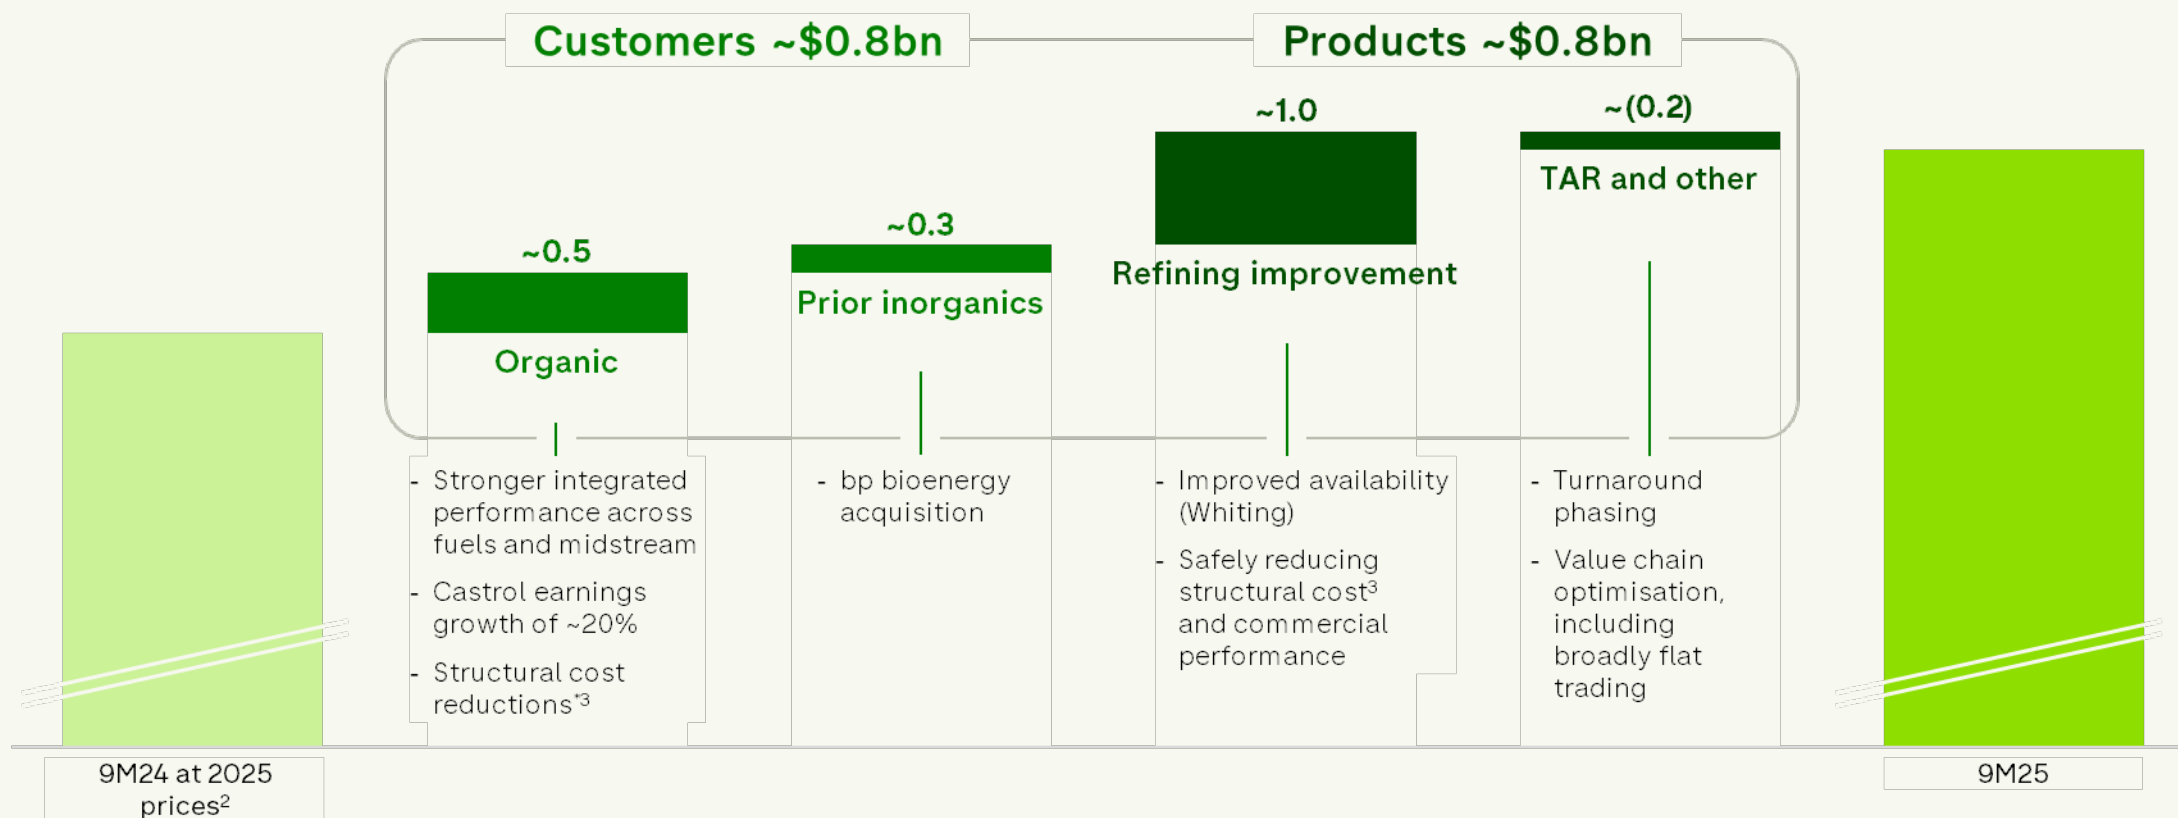 Customers ~$0.8bn
Products ~$0.8bn
~0.5
Organic
~0.3
Prior inorganics
~1.0
Refining improvement
~(0.2)
TAR and other
- Stronger integrated
performance across
fuels and midstream
- Castrol earnings
growth of ~20%
- Structural cost
reductions*³
- bp bioenergy
acquisition
- Improved availability
(Whiting)
- Safely reducing
structural cost³
and commercial
performance
- Turnaround
phasing
- Value chain
optimisation,
including
broadly flat
trading
9M24 at 2025
prices²
9M25